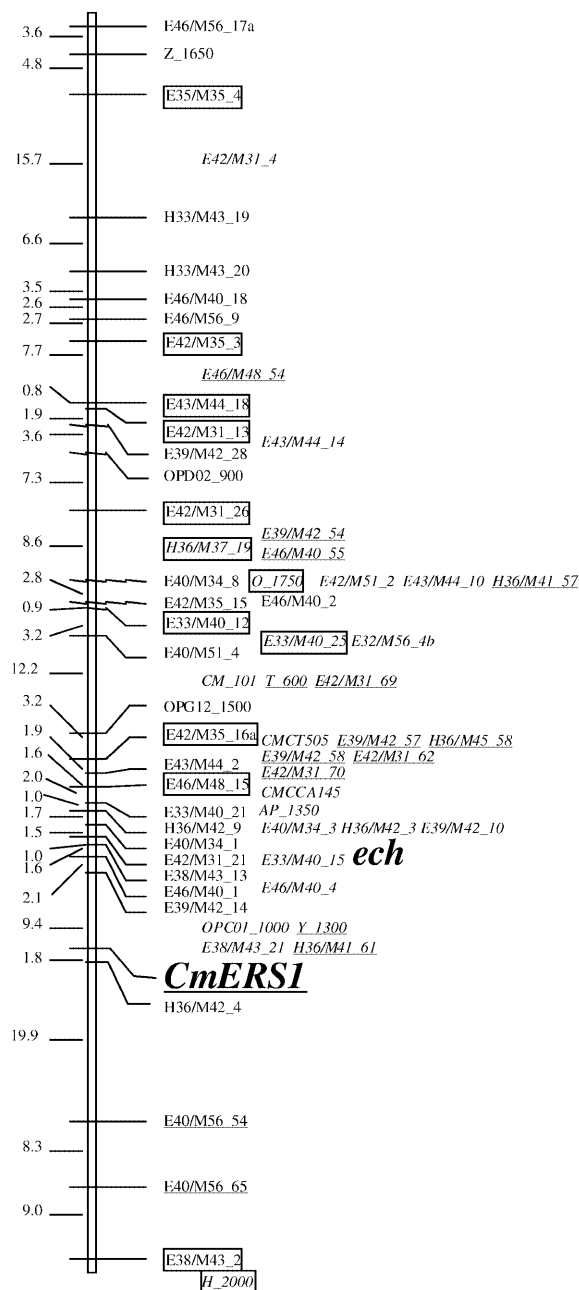 E46/M56_17a
3.6
Z_1650
4.8
E35/M35_4
15.7 E42/M31_4
H33/M43_19
6.6
H33/M43_20
3.5
E46/M40_18
2.6
2.7 E46/M56_9
E42/M35_3
7.7
E46/M48_54
0.8
E43/M44_18
1.9
E42/M31_13
3.6 E43/M44_14
E39/M42_28
7.3 OPD02_900
E42/M31_26
E39/M42_54
8.6 H36/M37_19
E46/M40_55
2.8 E40/M34_8 O_1750 E42/M51_2 E43/M44_10 H36/M41_57
E42/M35_15 E46/M40_2
0.9
E33/M40_12
3.2 E33/M40_25 E32/M56_4b
E40/M51_4
12.2
CM_101 T_600 E42/M31_69
3.2 OPG12_1500
1.9 E42/M35_16a CMCT505 E39/M42_57 H36/M45_58
1.6 E39/M42_58 E42/M31_62
E43/M44_2 E42/M31_70
2.0 E46/M48_15 CMCCA145
1.0
1.7 E33/M40_21 AP_1350
1.5 H36/M42_9 E40/M34_3 H36/M42_3 E39/M42_10
E40/M34_1
1.0 E42/M31_21 E33/M40_15 ech
1.6 E38/M43_13
E46/M40_1 E46/M40_4
2.1
E39/M42_14
9.4 OPC01_1000 Y_1300
E38/M43_21 H36/M41_61
1.8
CmERS1
H36/M42_4
19.9
E40/M56_54
8.3
E40/M56_65
9.0
E38/M43_2
H_2000